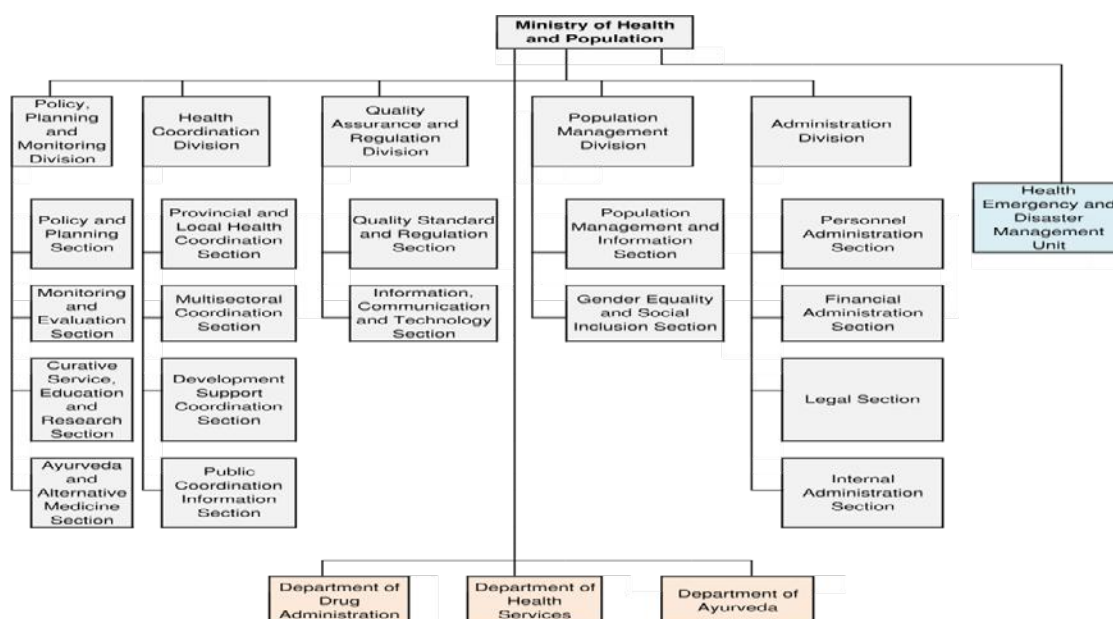 Ministry of Health
and Population
Policy,
Planning
and
Monitoring
Division
Health
Coordination
Division
Quality
Assurance and
Regulation
Division
Population
Management
Division
Administration
Division
Health
Emergency and
Disaster
Management
Unit
Policy and
Planning
Section
Provincial and
Local Health
Coordination
Section
Quality Standard
and Regulation
Section
Population
Management and
Information
Section
Personnel
Administration
Section
Monitoring
and
Evaluation
Section
Multisectoral
Coordination
Section
Information,
Communication
and Technology
Section
Gender Equality
and Social
Inclusion Section
Financial
Administration
Section
Curative
Service,
Education
and
Research
Section
Development
Support
Coordination
Section
Legal Section
Ayurveda
and
Alternative
Medicine
Section
Public
Coordination
Information
Section
Internal
Administration
Section
Department of
Drug
Administration
Department of
Health
Services
Department of
Ayurveda